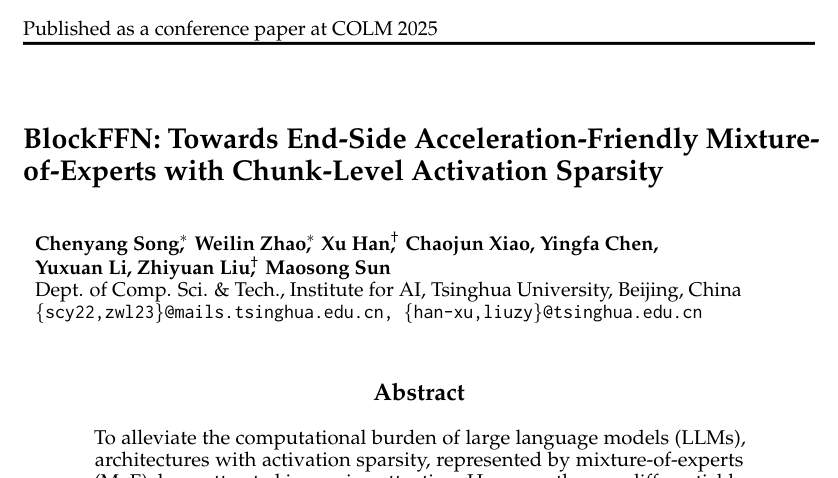 Published as a conference paper at COLM 2025
BlockFFN: Towards End-Side Acceleration-Friendly Mixture-
of-Experts with Chunk-Level Activation Sparsity
Chenyang Song*, Weilin Zhao*, Xu Han†, Chaojun Xiao, Yingfa Chen,
Yuxuan Li, Zhiyuan Liu†, Maosong Sun
Dept. of Comp. Sci. & Tech., Institute for AI, Tsinghua University, Beijing, China
{scy22,zwl23}@mails.tsinghua.edu.cn, {han-xu,liuzy}@tsinghua.edu.cn
Abstract
To alleviate the computational burden of large language models (LLMs),
architectures with activation sparsity, represented by mixture-of-experts